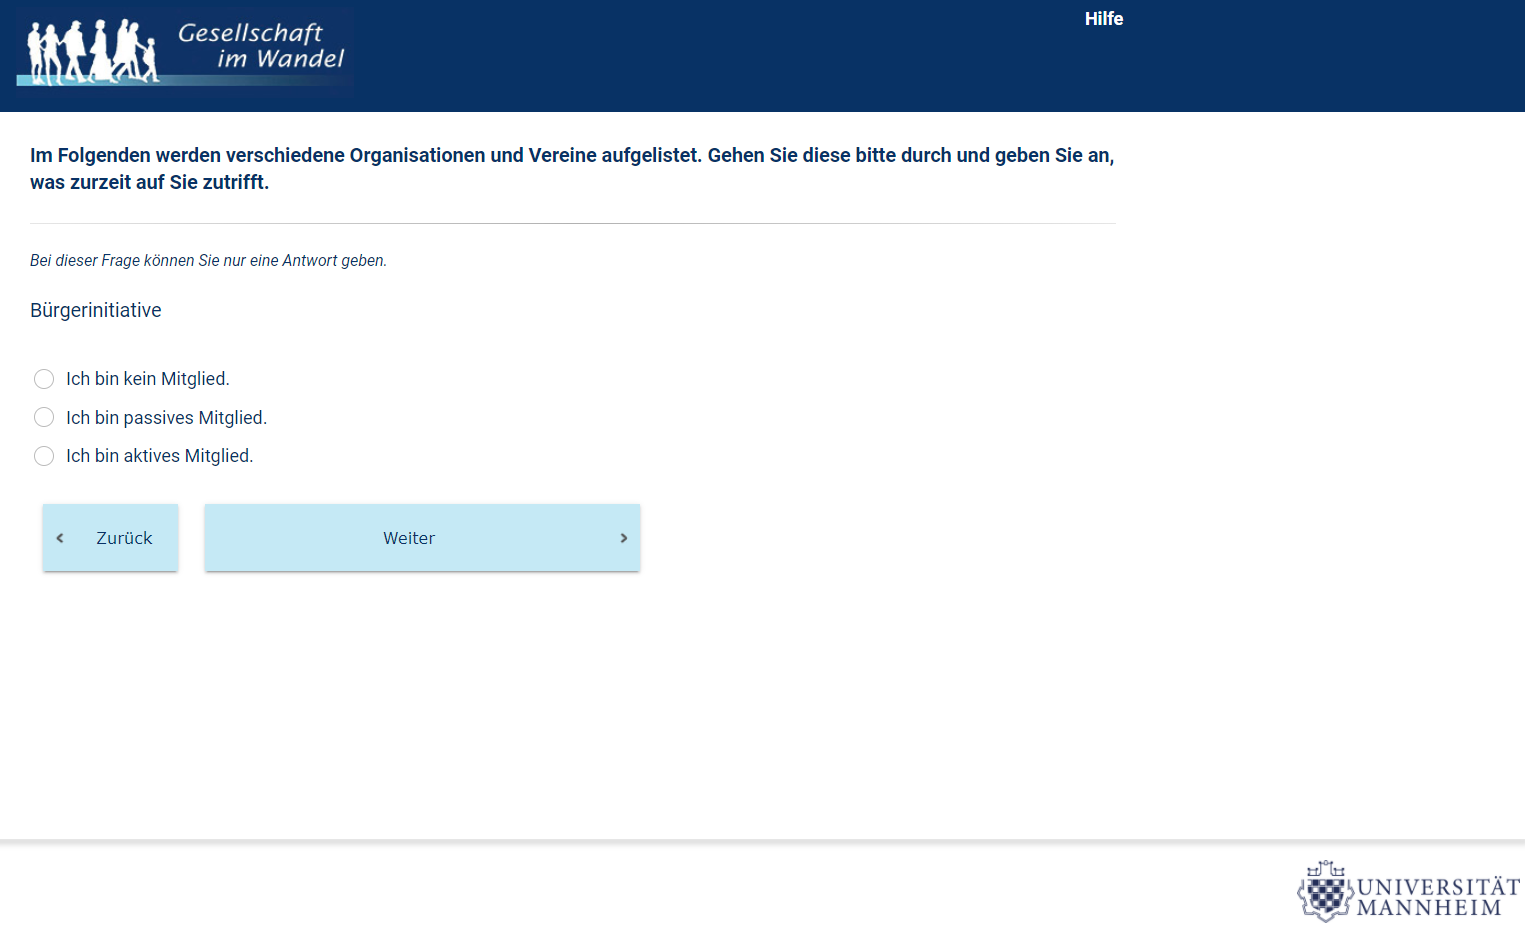 Gesellschaft
im Wandel
Hilfe
Im Folgenden werden verschiedene Organisationen und Vereine aufgelistet. Gehen Sie diese bitte durch und geben Sie an,
was zurzeit auf Sie zutrifft.
Bei dieser Frage können Sie nur eine Antwort geben.
Bürgerinitiative
Ich bin kein Mitglied.
Ich bin passives Mitglied.
Ich bin aktives Mitglied.
Zurück
Weiter
UNIVERSITÄT
MANNHEIM